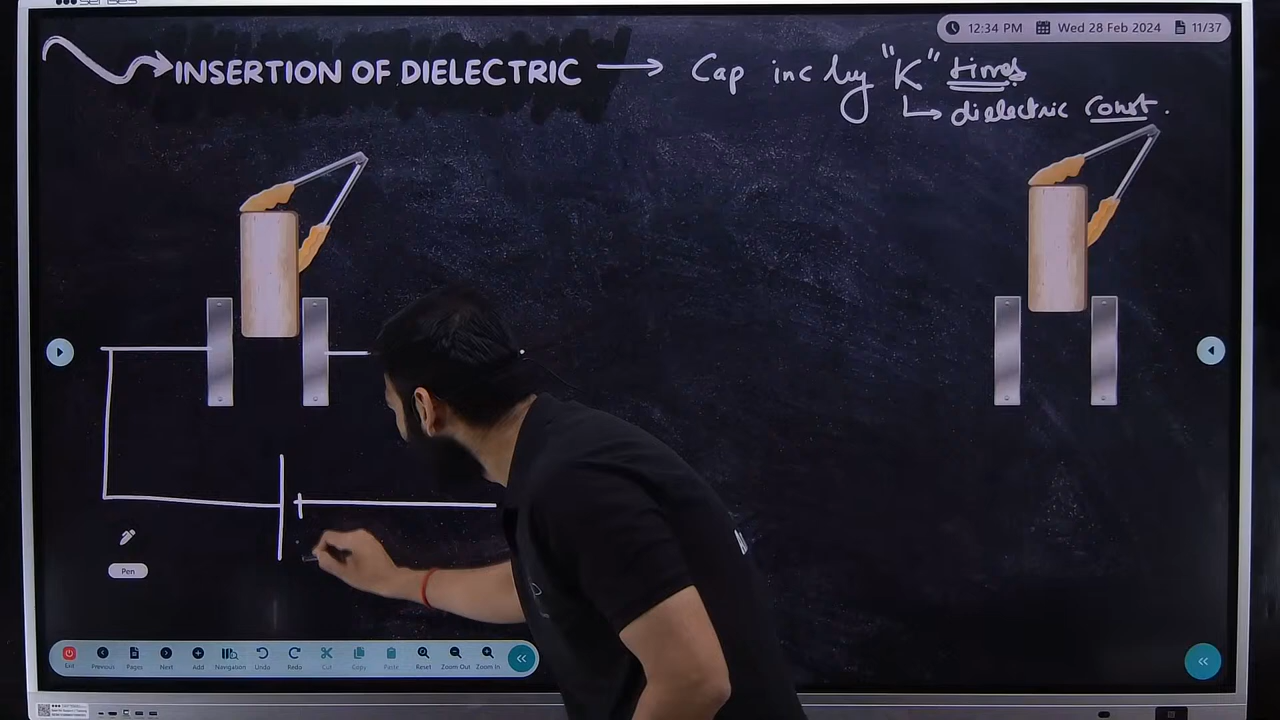 12:34 PM Wed 28 Feb 2024 11/37
INSERTION OF DIELECTRIC → Cap inc by "K" times
↳ dielectric const.
Pen
Exit Previous Pages Next Add Navigation Undo Redo Cut Copy Paste Reset Zoom Out Zoom In